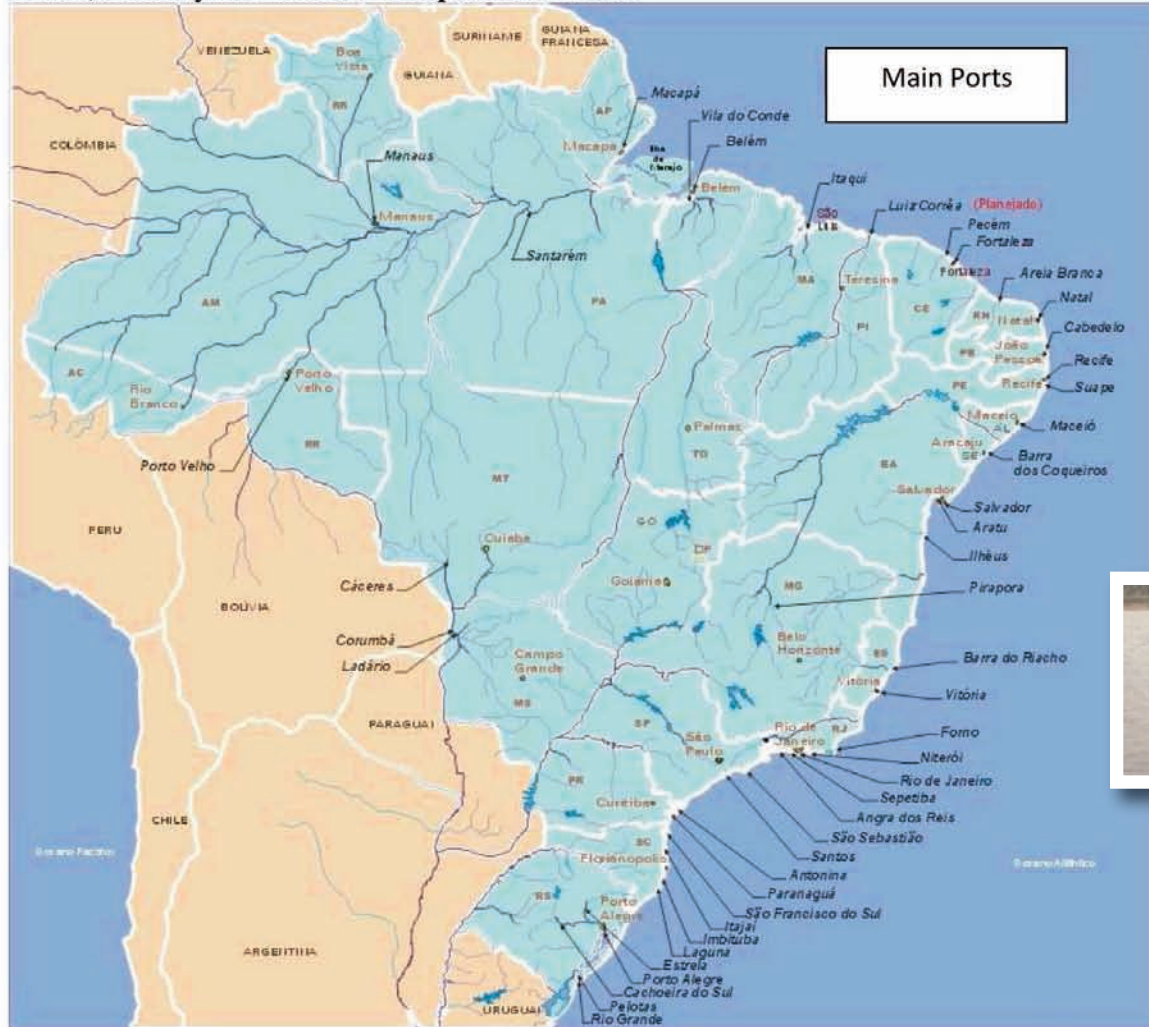 Main Ports
VENEZUELA
SURINAME
GUIANA
FRANCESA
GUIANA
COLÔMBIA
PERU
BOLÍVIA
CHILE
PARAGUAI
ARGENTINA
URUGUAI
Boa
Vista
RR
AP
Macapá
Macapá
Ilha
de
Marajó
Vila do Conde
Belém
Belém
Itaqui
São
Luis
Luiz Corrêa (Planejado)
Pecém
Fortaleza
Fortaleza
Areia Branca
Natal
Natal
Cabedelo
João
Pessoa
Recife
Recife
Suape
Maceió
AL
Maceió
Aracaju
SE
Barra
dos Coqueiros
Salvador
Salvador
Aratu
Ilhéus
Pirapora
Manaus
Manaus
Santarém
AM
PA
MA
Teresina
PI
CE
RN
PB
PE
AC
Rio
Branco
Porto
Velho
Porto Velho
Palmas
TO
MT
BA
GO
DF
Cuiabá
Goiania
MG
Cáceres
Corumbá
Ladário
Campo
Grande
MS
Belo
Horizonte
ES
Barra do Riacho
Vitória
Vitória
SP
São
Paulo
Rio de
Janeiro
RJ
Forno
Niterói
Rio de Janeiro
Sepetiba
Angra dos Reis
São Sebastião
Santos
PR
Curitiba
Antonina
Paranaguá
São Francisco do Sul
SC
Florianopolis
Itajaí
Imbituba
Laguna
RS
Porto
Alegre
Estrela
Porto Alegre
Cachoeira do Sul
Pelotas
Rio Grande
Oceano Atlântico